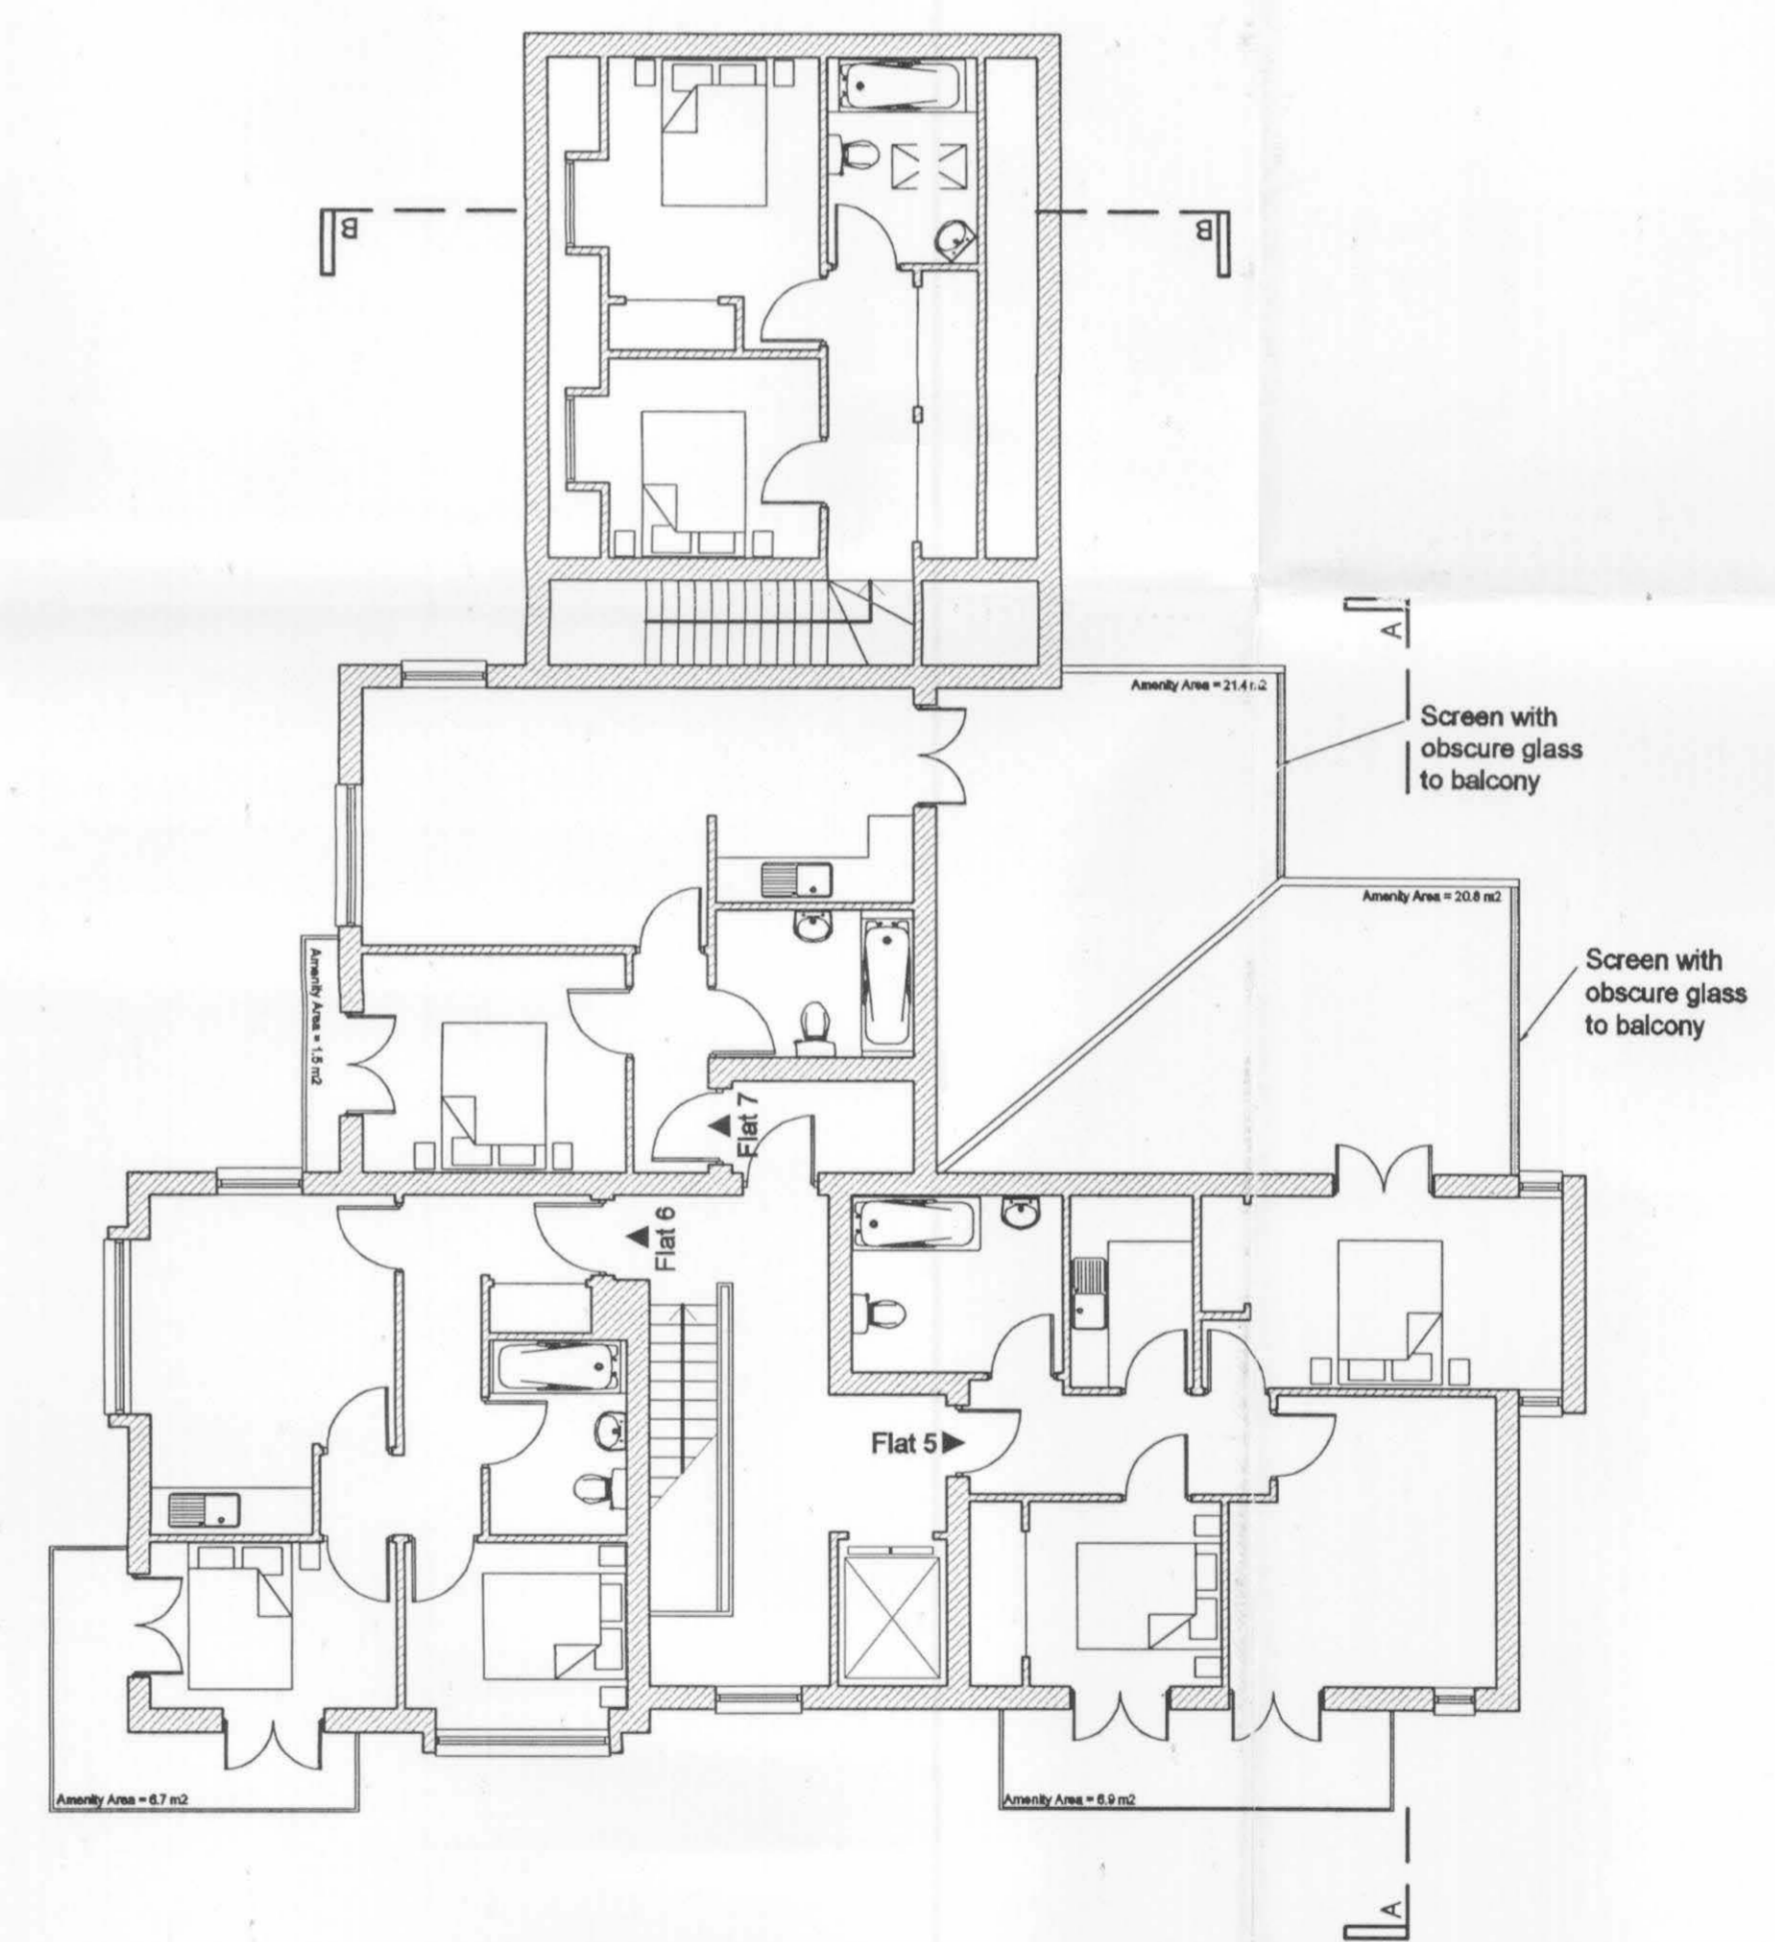 B
B
A
Amenity Area = 21.4 m2
Screen with
obscure glass
to balcony
Amenity Area = 20.8 m2
Screen with
obscure glass
to balcony
Amenity Area = 1.5 m2
Flat 7
Flat 6
Flat 5
Amenity Area = 6.7 m2
Amenity Area = 6.9 m2
A